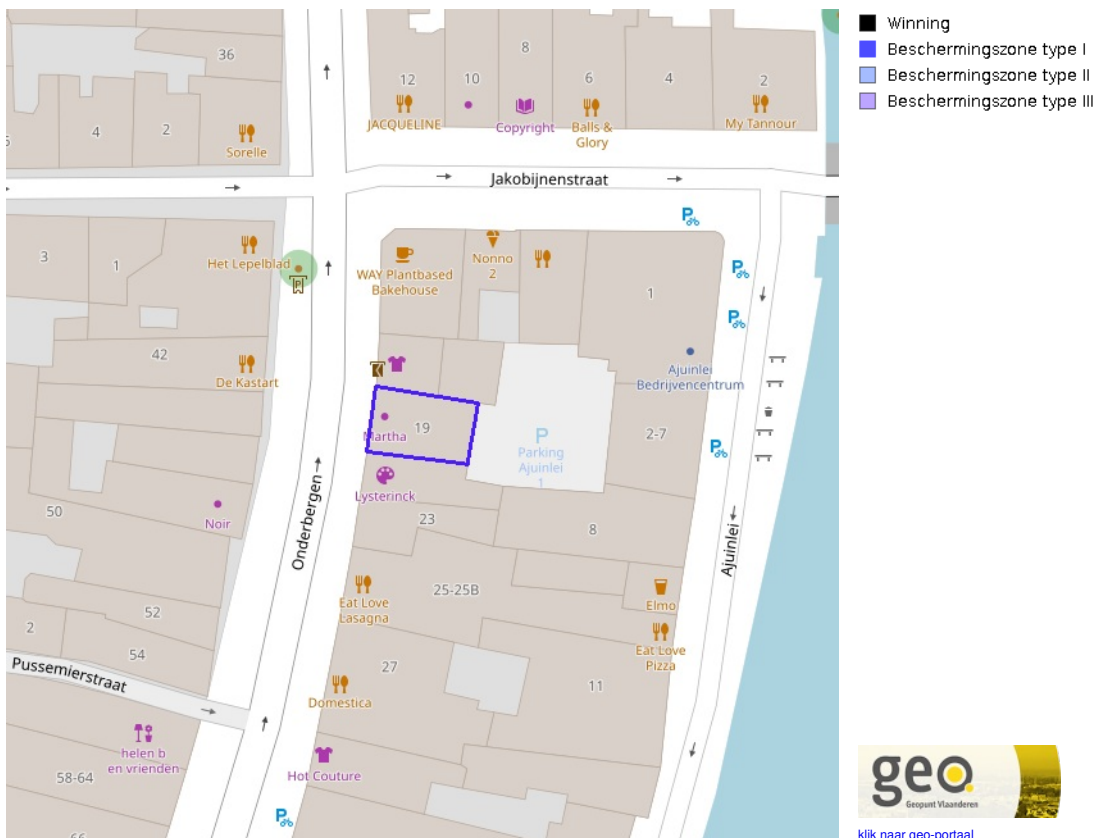 Winning
Beschermingszone type I
Beschermingszone type II
Beschermingszone type III
36
8
12
10
6
4
2
JACQUELINE
Copyright
Balls &
Glory
My Tannour
4
2
Sorelle
Jakobijnenstraat
3
1
Het Lepelblad
P
WAY Plantbased
Bakehouse
Nonno
2
1
42
De Kastart
Ajuinlei
Bedrijvencentrum
19
Martha
P
Parking
Ajuinlei
1
2-7
Lysterinck
Onderbergen
50
Noir
23
8
Ajuinlei
25-25B
Eat Love
Lasagna
Elmo
52
2
54
Eat Love
Pizza
Pussemierstraat
27
11
Domestica
helen b
en vrienden
58-64
Hot Couture
66
P
P
P
P
P
geo.
Geopunt Vlaanderen
klik naar geo-portaal